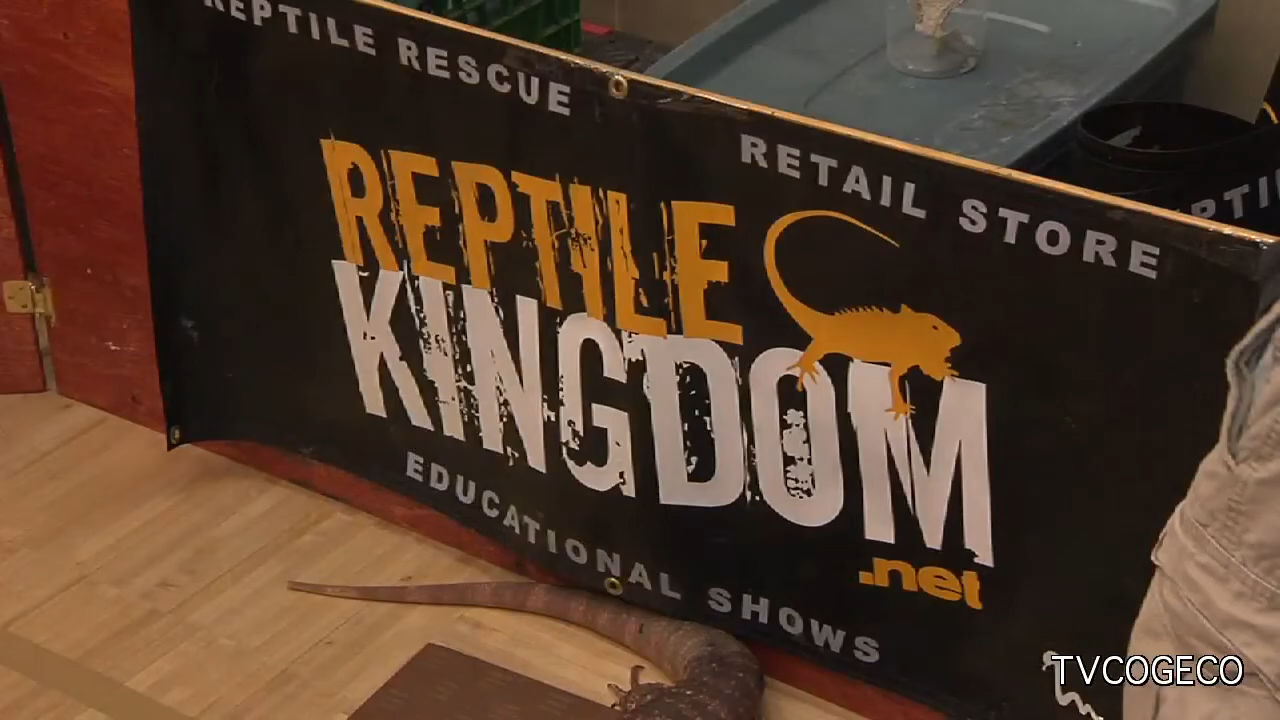 REPTILE RESCUE
RETAIL STORE
REPTILE
KINGDOM
.net
EDUCATIONAL SHOWS
TVCOGECO